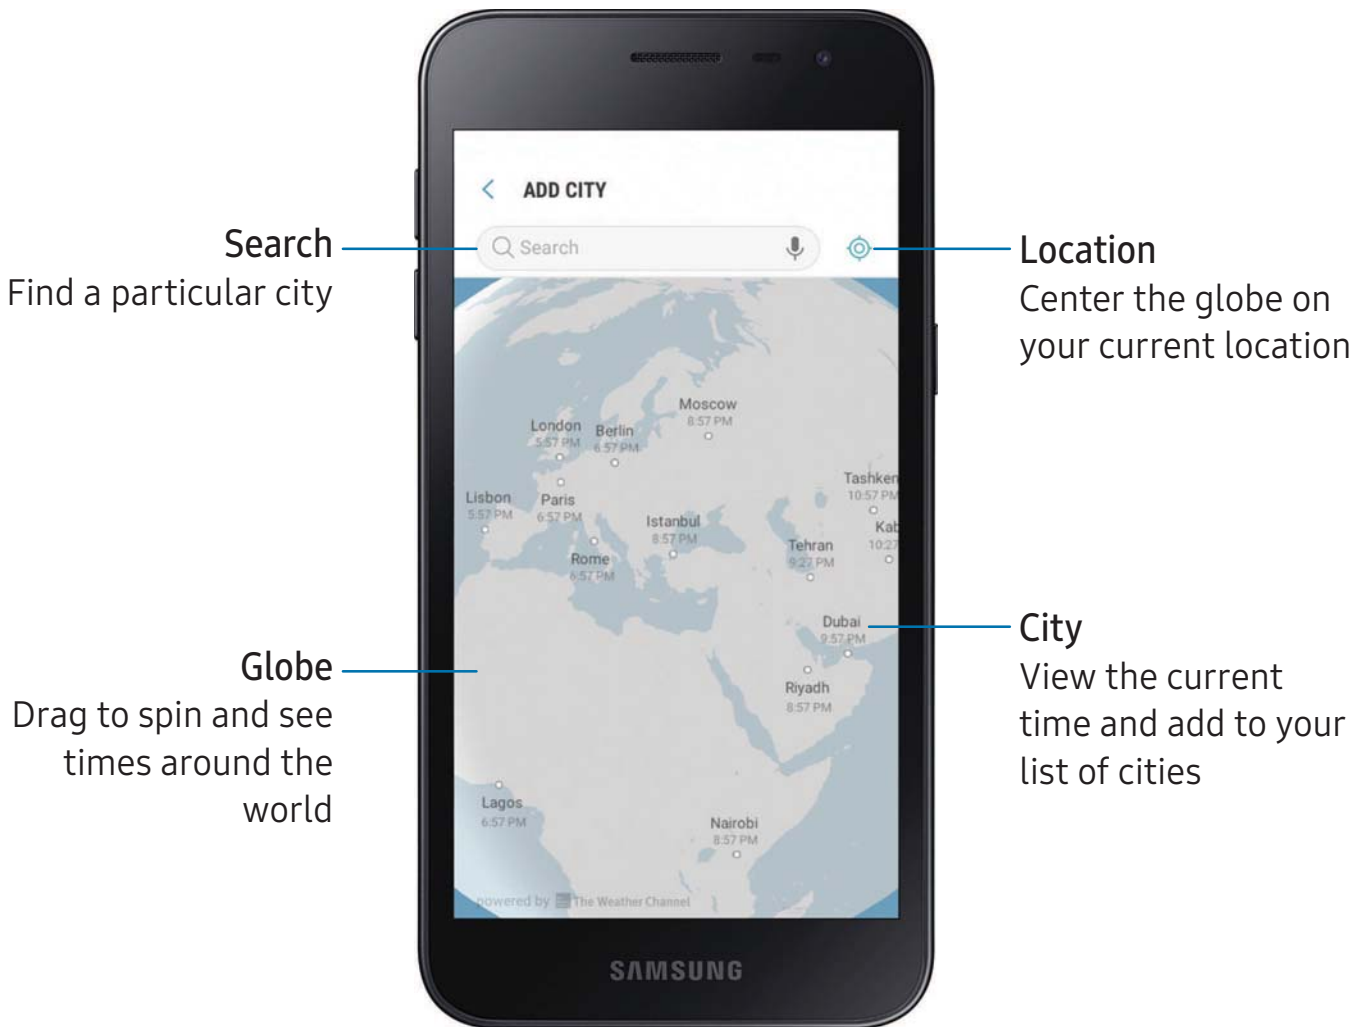 ADD CITY
Search
Search
Find a particular city
Location
Center the globe on
your current location
Moscow
8:57 PM
London
5:57 PM
Berlin
6:57 PM
Tashken
10:57 PM
Lisbon
5:57 PM
Paris
6:57 PM
Istanbul
8:57 PM
Kab
10:27
Tehran
9:27 PM
Rome
6:57 PM
Dubai
9:57 PM
City
View the current
time and add to your
list of cities
Globe
Drag to spin and see
times around the
world
Riyadh
8:57 PM
Lagos
6:57 PM
Nairobi
8:57 PM
powered by The Weather Channel
SAMSUNG